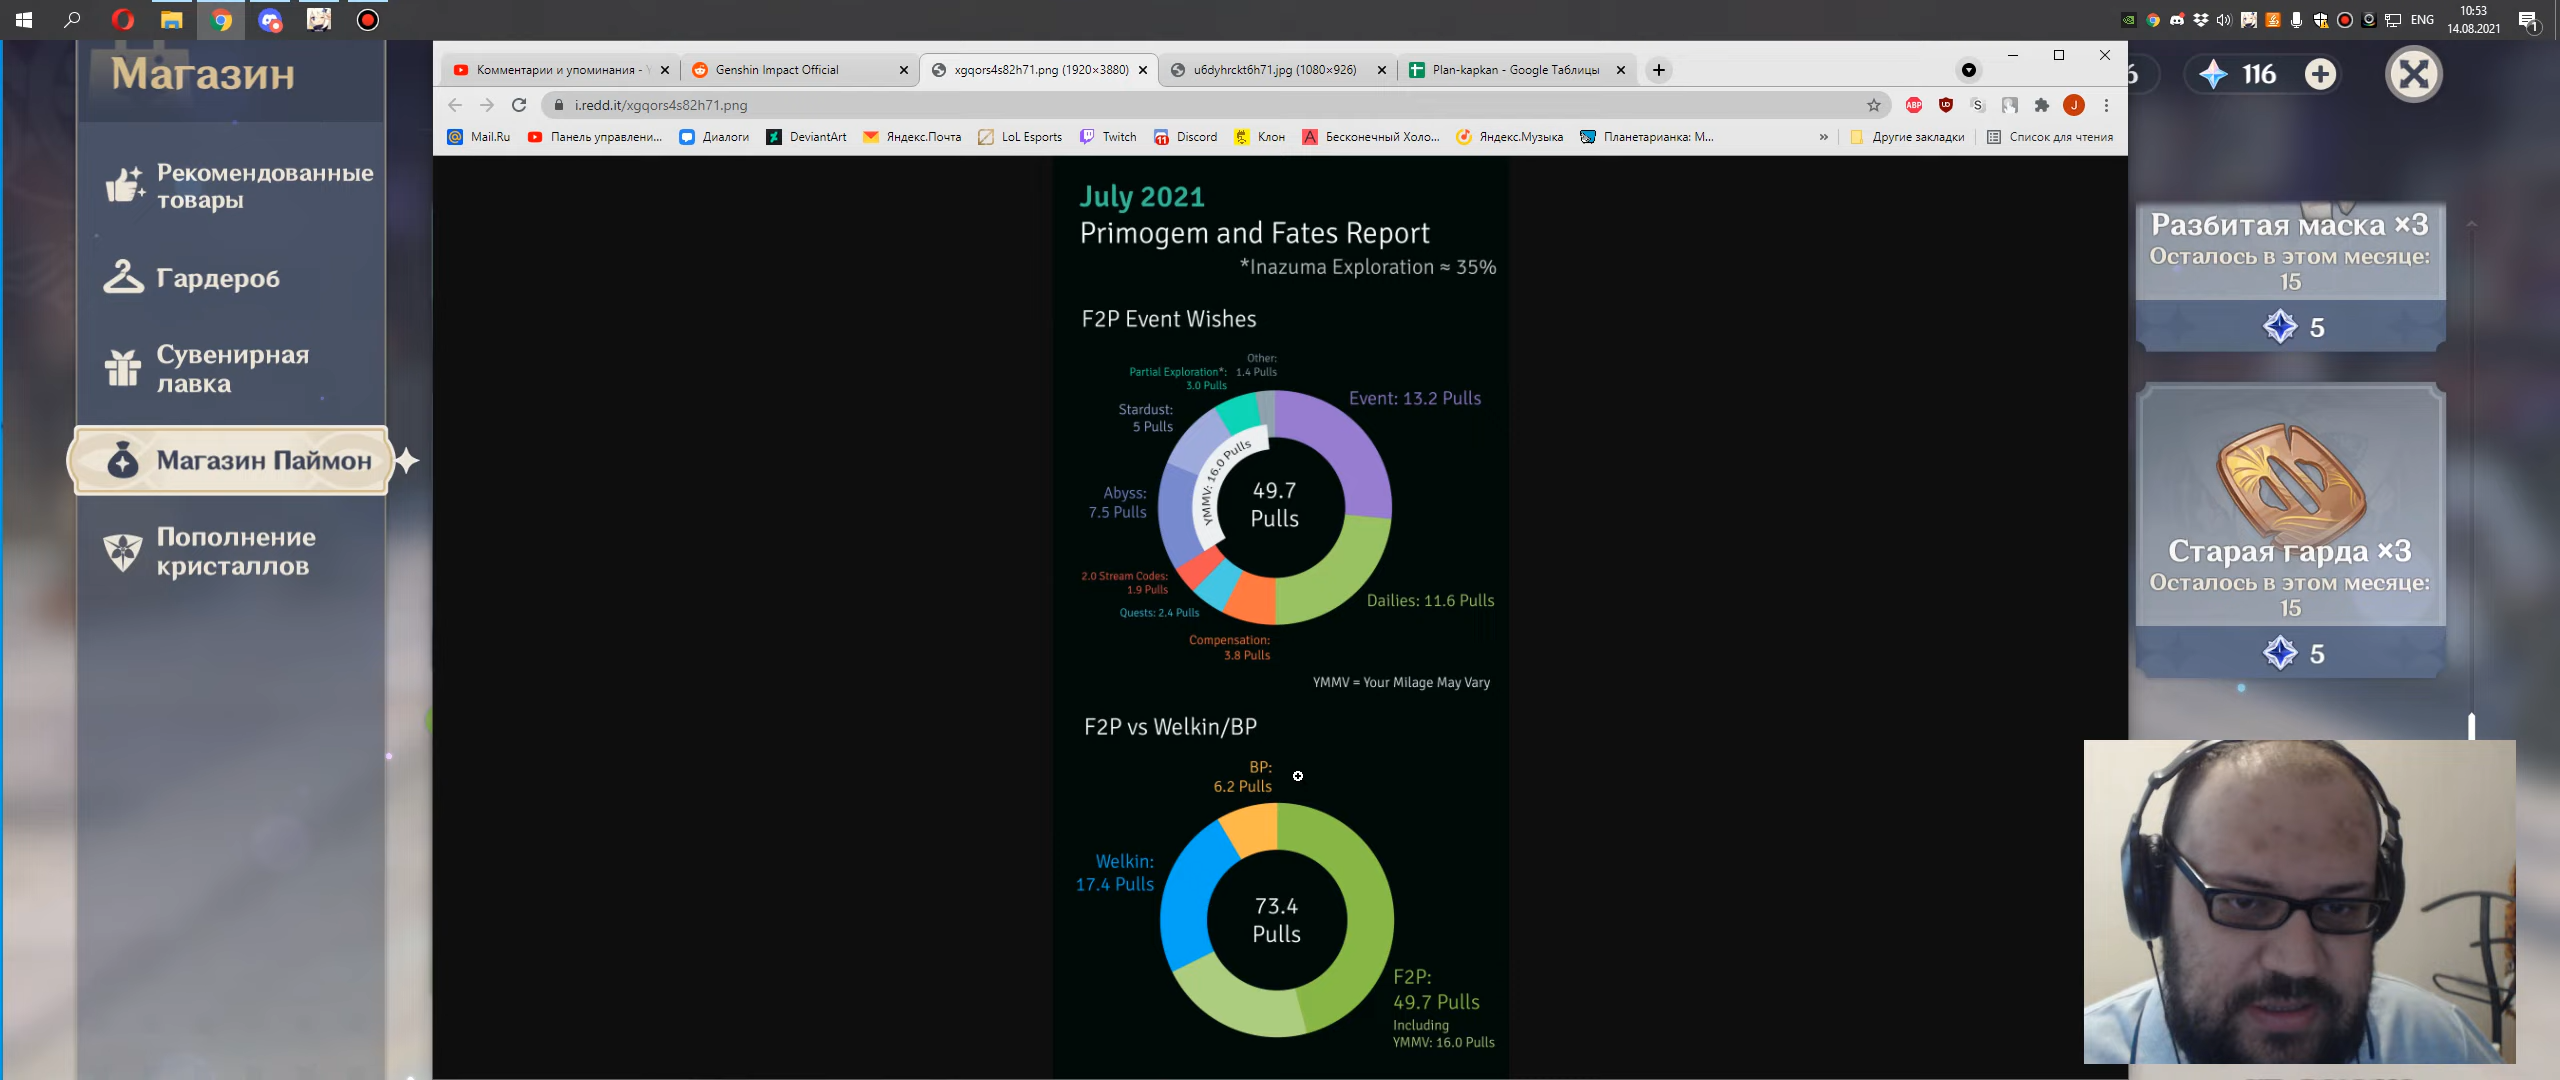 ENG
10:53
14.08.2021
1
Магазин
Рекомендованные
товары
Гардероб
Сувенирная
лавка
Магазин Паймон
Пополнение
кристаллов
Комментарии и упоминания -
Genshin Impact Official
xgqors4s82h71.png (1920×3880)
u6dyhrckt6h71.jpg (1080×926)
Plan-kapkan - Google Таблицы
i.redd.it/xgqors4s82h71.png
ABP
S
J
Mail.Ru
Панель управлени...
Диалоги
DeviantArt
Яндекс.Почта
LoL Esports
Twitch
11
Discord
Клон
Бесконечный Холо...
Яндекс.Музыка
Планетарианка: М...
»
Другие закладки
Список для чтения
July 2021
Primogem and Fates Report
*Inazuma Exploration ≈ 35%
F2P Event Wishes
Other:
1.4 Pulls
Partial Exploration*:
3.0 Pulls
Event: 13.2 Pulls
Stardust:
5 Pulls
YMMV: 16.0 Pulls
Abyss:
7.5 Pulls
49.7
Pulls
2.0 Stream Codes:
1.9 Pulls
Quests: 2.4 Pulls
Dailies: 11.6 Pulls
Compensation:
3.8 Pulls
YMMV = Your Milage May Vary
F2P vs Welkin/BP
BP:
6.2 Pulls
Welkin:
17.4 Pulls
73.4
Pulls
F2P:
49.7 Pulls
Including
YMMV: 16.0 Pulls
116
Разбитая маска ×3
Осталось в этом месяце:
15
5
Старая гарда ×3
Осталось в этом месяце:
15
5